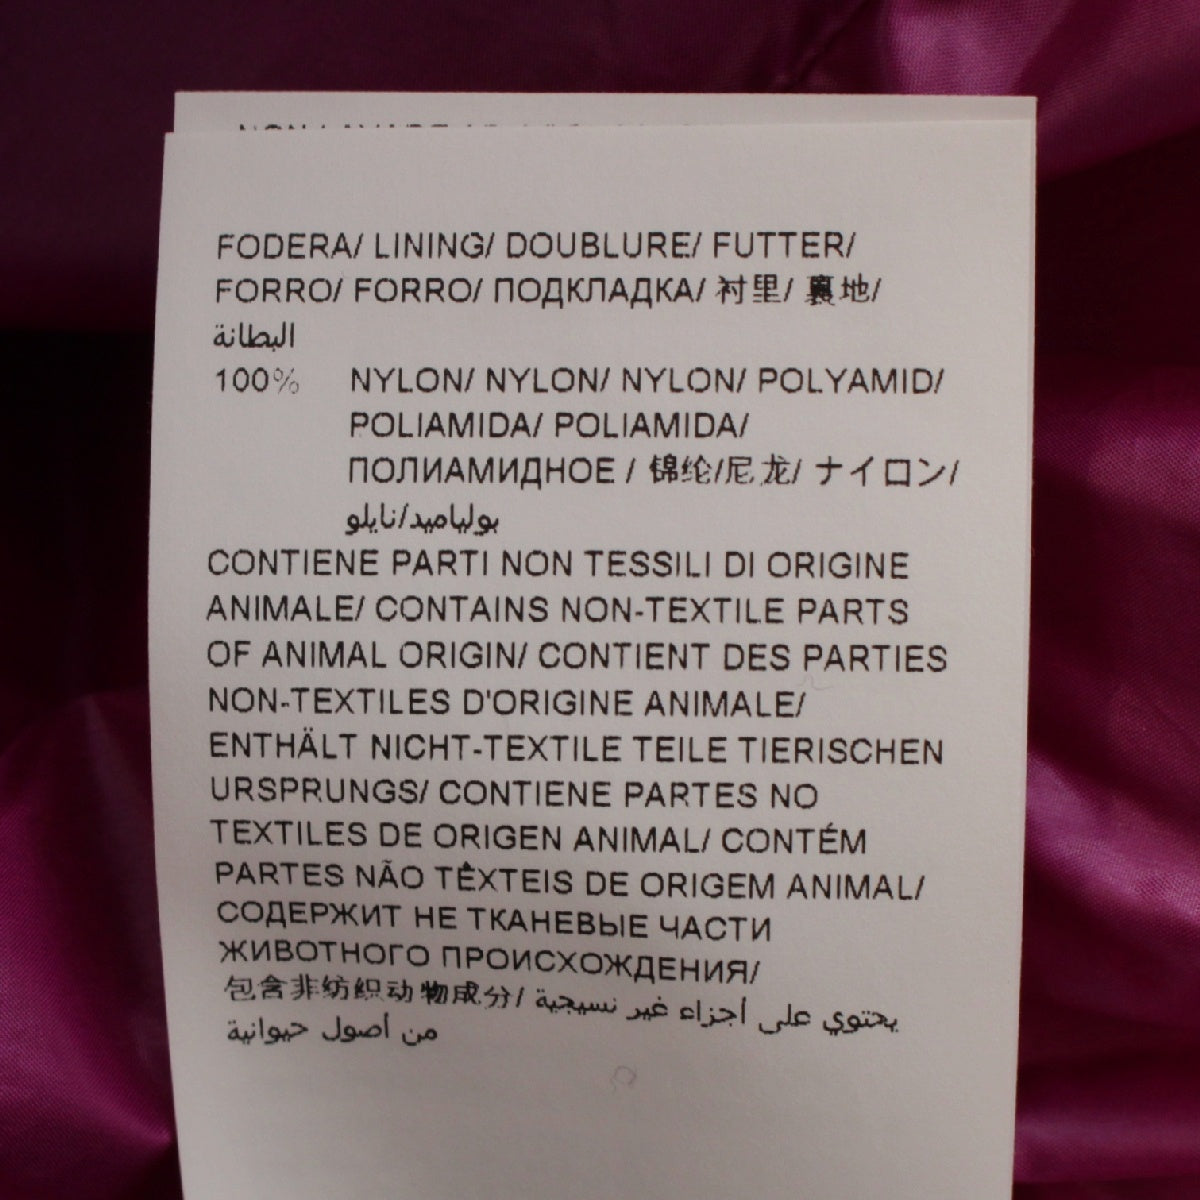 FODERA/ LINING/ DOUBLURE/ FUTTER/
FORRO/ FORRO/ ПОДКЛАДКА/ 衬里/ 裏地/
البطانة
100% NYLON/ NYLON/ NYLON/ POLYAMID/
POLIAMIDA/ POLIAMIDA/
ПОЛИАМИДНОЕ / 锦纶/尼龙/ ナイロン/
بولياميد/نايلو
CONTIENE PARTI NON TESSILI DI ORIGINE
ANIMALE/ CONTAINS NON-TEXTILE PARTS
OF ANIMAL ORIGIN/ CONTIENT DES PARTIES
NON-TEXTILES D'ORIGINE ANIMALE/
ENTHÄLT NICHT-TEXTILE TEILE TIERISCHEN
URSPRUNGS/ CONTIENE PARTES NO
TEXTILES DE ORIGEN ANIMAL/ CONTÉM
PARTES NÃO TÊXTEIS DE ORIGEM ANIMAL/
СОДЕРЖИТ НЕ ТКАНЕВЫЕ ЧАСТИ
ЖИВОТНОГО ПРОИСХОЖДЕНИЯ/
包含非纺织动物成分/ يحتوي على أجزاء غير نسيجية
من أصول حيوانية